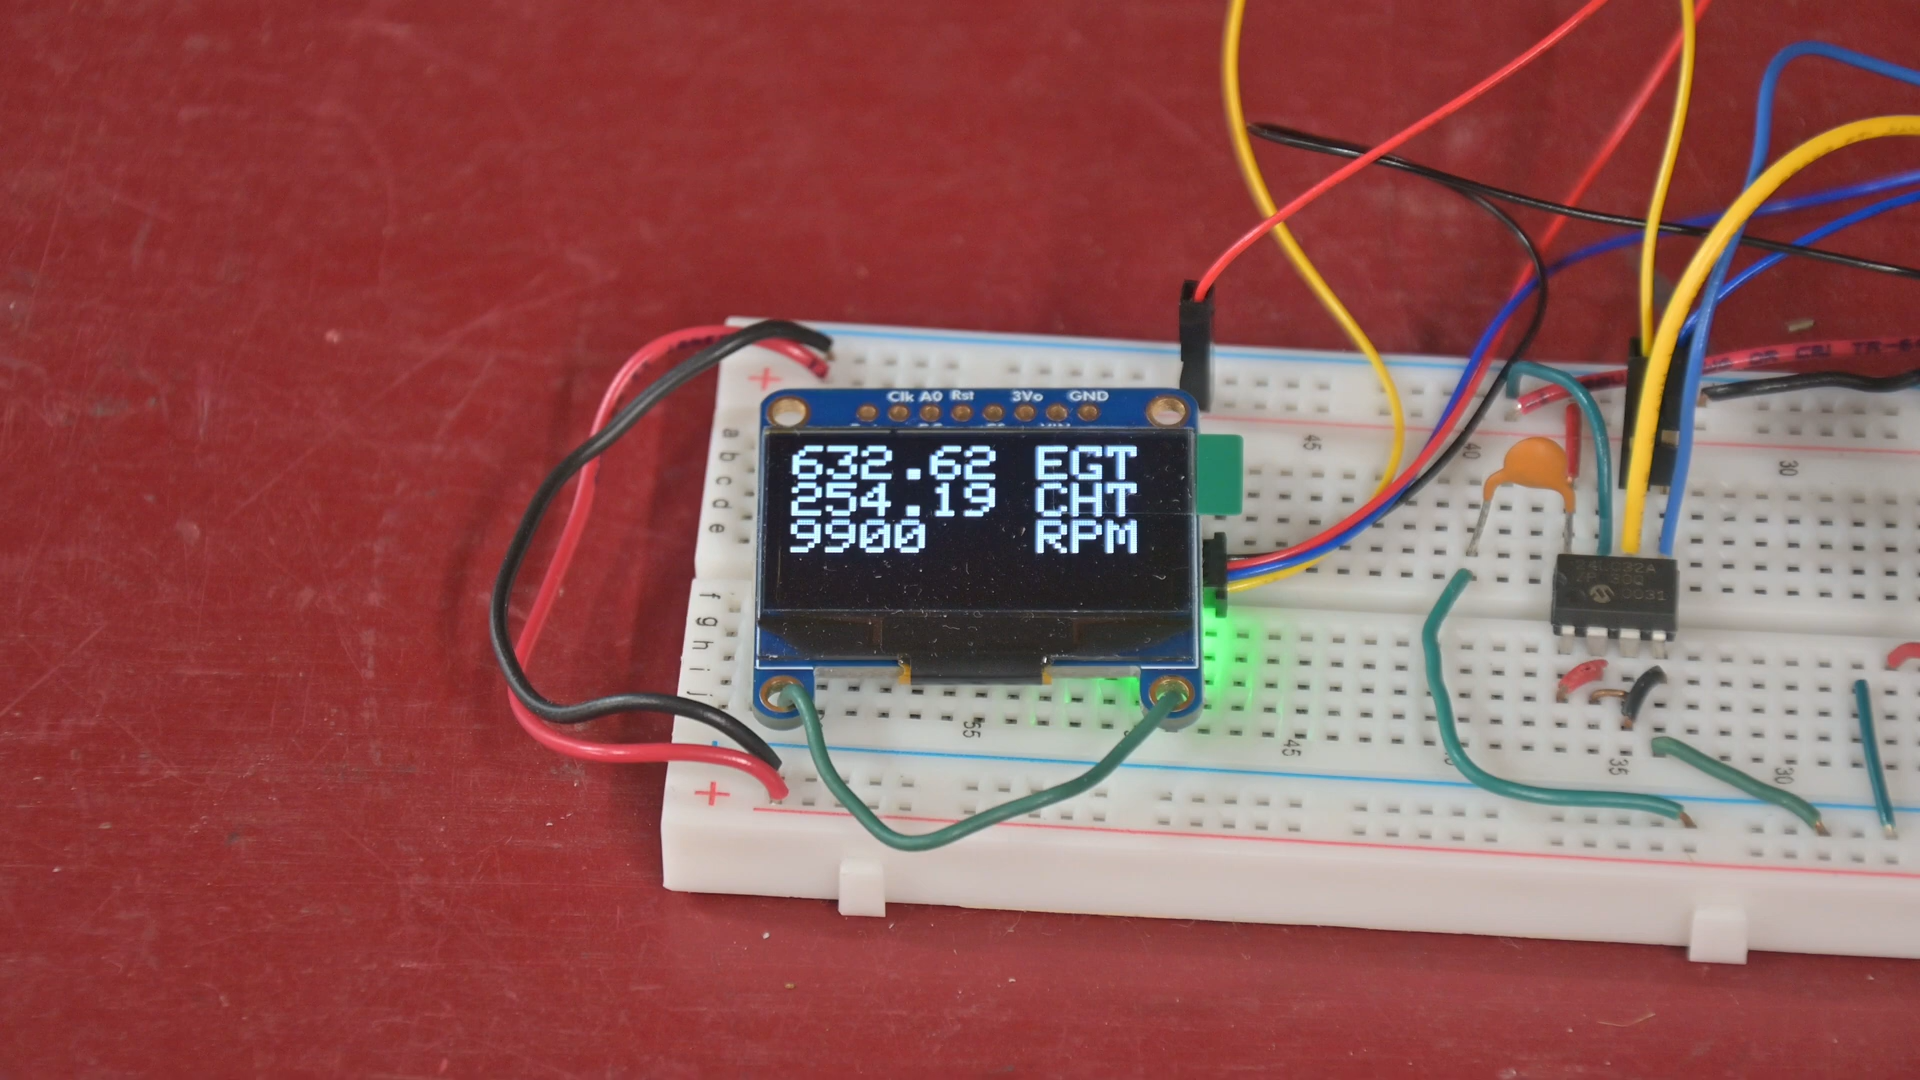 Clk A0 Rst 3Vo GND
632.62 EGT
254.19 CHT
9900 RPM
+
a
b
c
d
e
f
g
h
i
j
+
55
45
35
30
45
40
30
0031